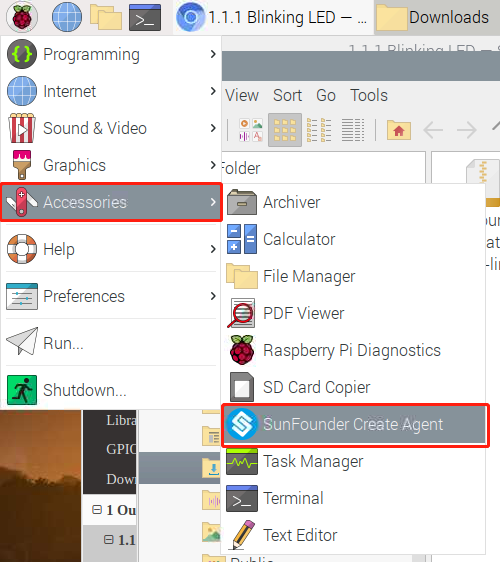 1.1.1 Blinking LED — ...
Downloads
1.1.1 Blinking LED —
Programming
Internet
Sound & Video
Graphics
Accessories
Help
Preferences
Run...
Shutdown...
View Sort Go Tools
Folder
Archiver
Calculator
File Manager
PDF Viewer
Raspberry Pi Diagnostics
SD Card Copier
SunFounder Create Agent
Task Manager
Terminal
Text Editor
Libra
GPIO
Down
1 Ou
1.1
Public